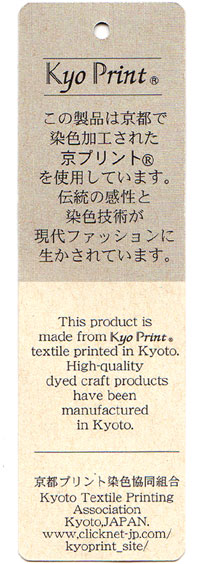 Kyo Print®
この製品は京都で
染色加工された
京プリント®
を使用しています。
伝統の感性と
染色技術が
現代ファッションに
生かされています。
This product is
made from Kyo Print®
textile printed in Kyoto.
High-quality
dyed craft products
have been
manufactured
in Kyoto.
京都プリント染色協同組合
Kyoto Textile Printing
Association
Kyoto,JAPAN.
www.clicknet-jp.com/
kyoprint_site/